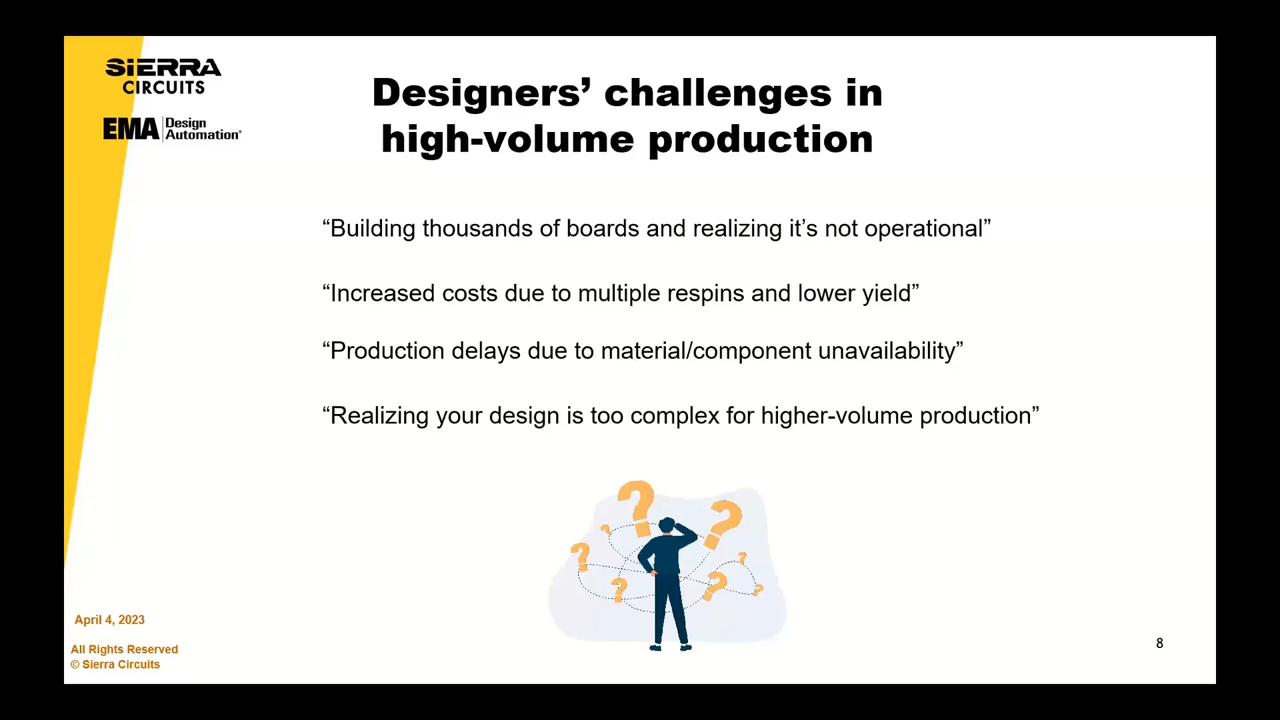 SIERRA
CIRCUITS
EMA Design
Automation®
Designers’ challenges in
high-volume production
“Building thousands of boards and realizing it’s not operational”
“Increased costs due to multiple respins and lower yield”
“Production delays due to material/component unavailability”
“Realizing your design is too complex for higher-volume production”
? ? ? ? ? ? ? ?
April 4, 2023
All Rights Reserved
© Sierra Circuits
8